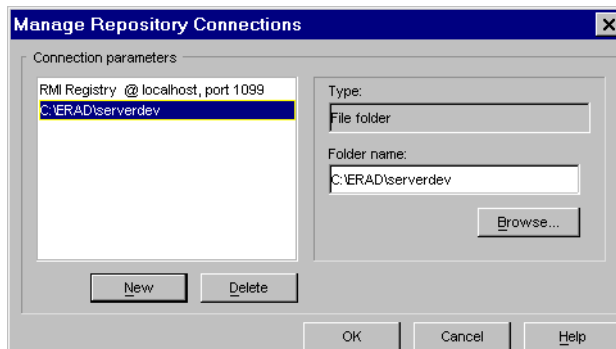 Manage Repository Connections
Connection parameters
RMI Registry @ localhost, port 1099
C:\ERAD\serverdev
Type:
File folder
Folder name:
C:\ERAD\serverdev
Browse...
New
Delete
OK
Cancel
Help